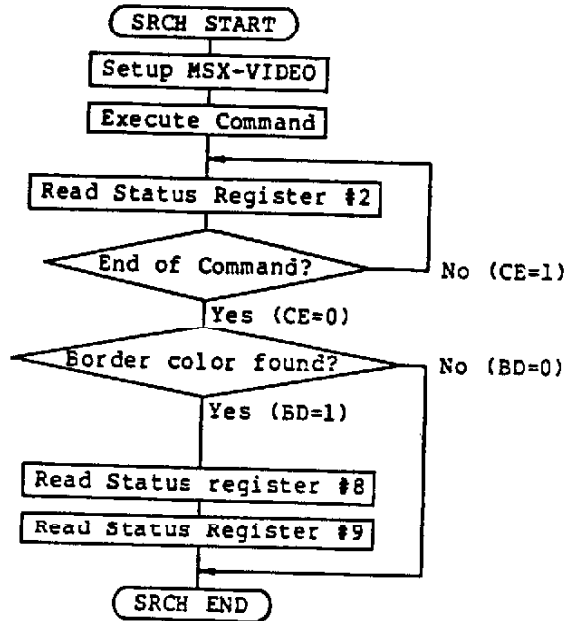 SRCH START
Setup MSX-VIDEO
Execute Command
Read Status Register #2
End of Command?
No (CE=1)
Yes (CE=0)
Border color found?
No (BD=0)
Yes (BD=1)
Read Status register #8
Read Status Register #9
SRCH END